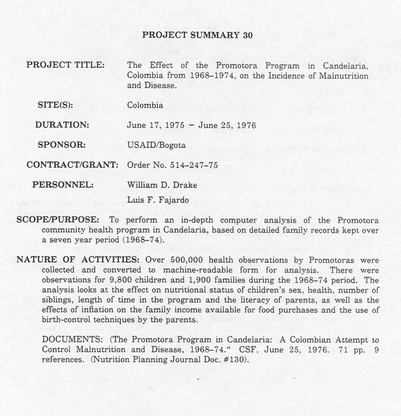 PROJECT SUMMARY 30
PROJECT TITLE: The Effect of the Promotora Program in Candelaria,
Colombia from 1968-1974, on the Incidence of Malnutrition
and Disease.
SITE(S): Colombia
DURATION: June 17, 1975 - June 25, 1976
SPONSOR: USAID/Bogota
CONTRACT/GRANT: Order No. 514-247-75
PERSONNEL: William D. Drake
Luis F. Fajardo
SCOPE/PURPOSE: To perform an in-depth computer analysis of the Promotora
community health program in Candelaria, based on detailed family records kept over
a seven year period (1968-74).
NATURE OF ACTIVITIES: Over 500,000 health observations by Promotoras were
collected and converted to machine-readable form for analysis. There were
observations for 9,800 children and 1,900 families during the 1968-74 period. The
analysis looks at the effect on nutritional status of children's sex, health, number of
siblings, length of time in the program and the literacy of parents, as well as the
effects of inflation on the family income available for food purchases and the use of
birth-control techniques by the parents.
DOCUMENTS: (The Promotora Program in Candelaria: A Colombian Attempt to
Control Malnutrition and Disease, 1968-74." CSF, June 25, 1976. 71 pp. 9
references. (Nutrition Planning Journal Doc. #130).